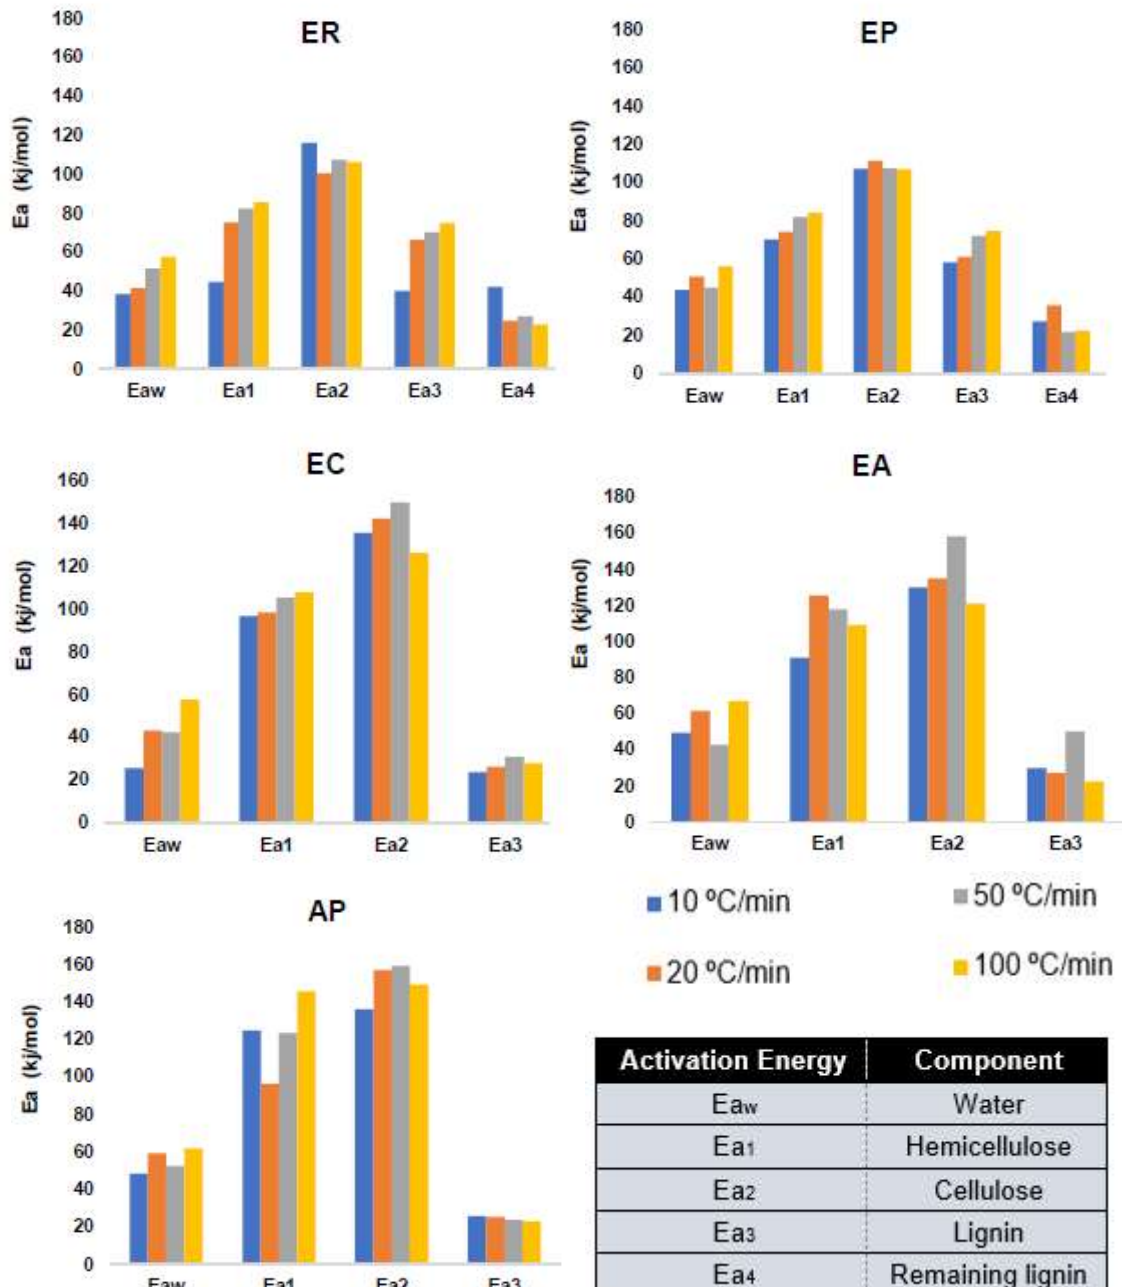 ER
180
160
140
120
100
80
60
40
20
0
Ea (kj/mol)
Eaw Ea1 Ea2 Ea3 Ea4
EP
180
160
140
120
100
80
60
40
20
0
Ea (kj/mol)
Eaw Ea1 Ea2 Ea3 Ea4
EC
160
140
120
100
80
60
40
20
0
Ea (kj/mol)
Eaw Ea1 Ea2 Ea3
EA
180
160
140
120
100
80
60
40
20
0
Ea (kj/mol)
Eaw Ea1 Ea2 Ea3
AP
180
160
140
120
100
80
60
40
20
0
Ea (kj/mol)
Eaw Ea1 Ea2 Ea3
10 ºC/min 50 ºC/min
20 ºC/min 100 ºC/min
Activation Energy Component
Eaw Water
Ea1 Hemicellulose
Ea2 Cellulose
Ea3 Lignin
Ea4 Remaining lignin